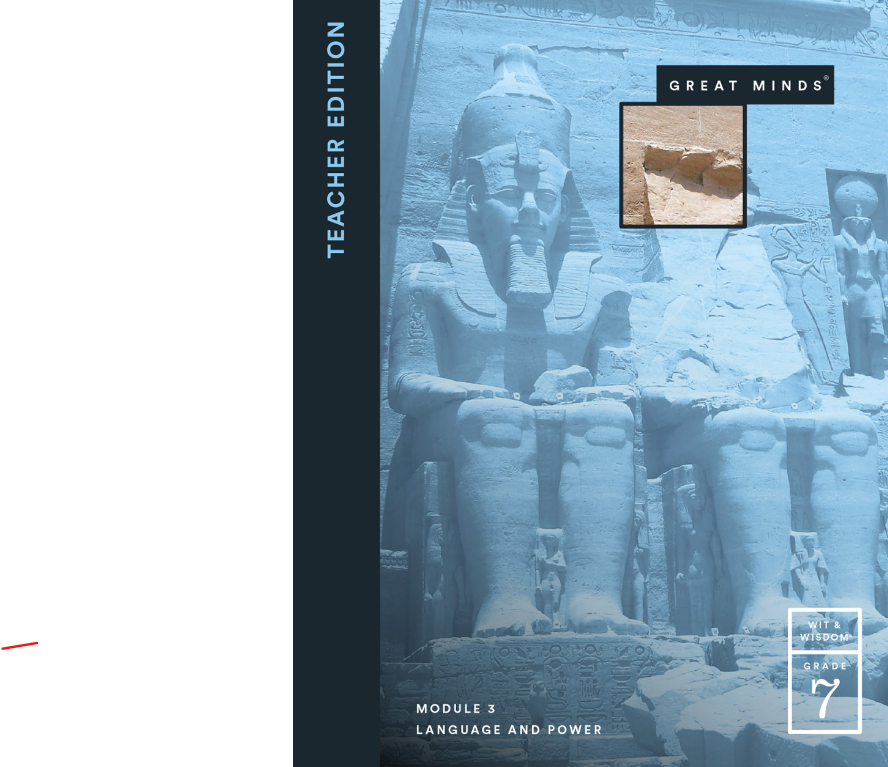 TEACHER EDITION
GREAT MINDS®
WIT &
WISDOM®
GRADE
7
MODULE 3
LANGUAGE AND POWER